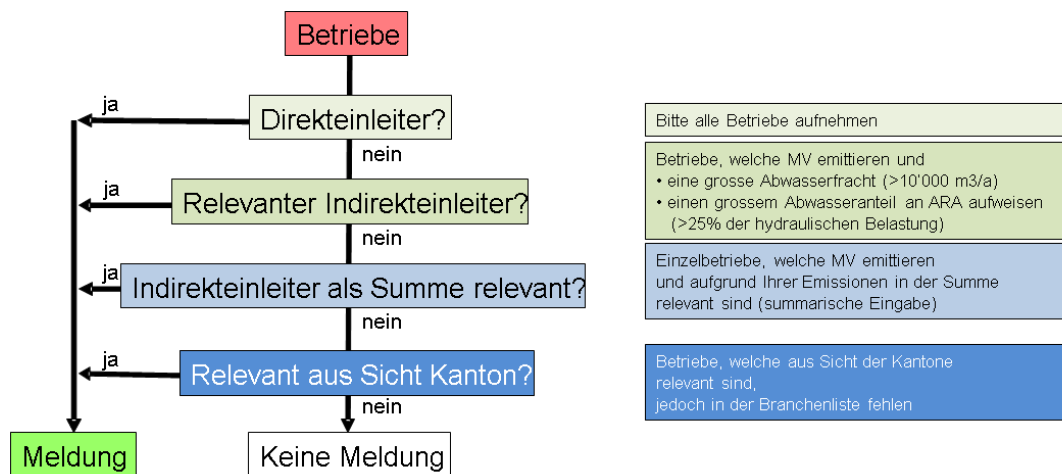 Betriebe
ja
Direkteinleiter?
Bitte alle Betriebe aufnehmen
nein
ja
Relevanter Indirekteinleiter?
Betriebe, welche MV emittieren und
• eine grosse Abwasserfracht (>10'000 m3/a)
• einen grossem Abwasseranteil an ARA aufweisen
(>25% der hydraulischen Belastung)
nein
ja
Indirekteinleiter als Summe relevant?
Einzelbetriebe, welche MV emittieren
und aufgrund Ihrer Emissionen in der Summe
relevant sind (summarische Eingabe)
nein
ja
Relevant aus Sicht Kanton?
Betriebe, welche aus Sicht der Kantone
relevant sind,
jedoch in der Branchenliste fehlen
nein
Meldung
Keine Meldung